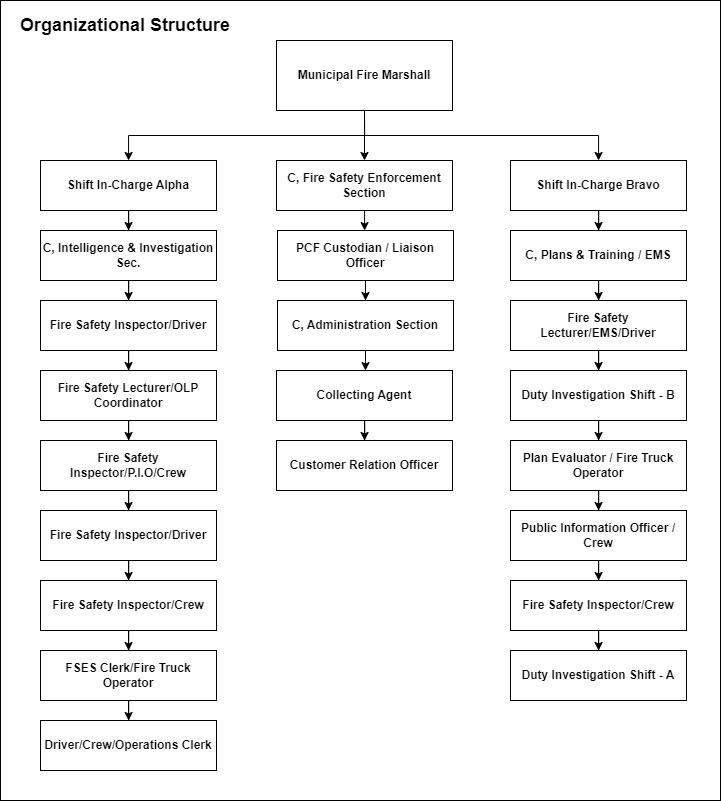 Organizational Structure
Municipal Fire Marshall
Shift In-Charge Alpha
C, Intelligence & Investigation
Sec.
Fire Safety Inspector/Driver
Fire Safety Lecturer/OLP
Coordinator
Fire Safety
Inspector/P.I.O/Crew
Fire Safety Inspector/Driver
Fire Safety Inspector/Crew
FSES Clerk/Fire Truck
Operator
Driver/Crew/Operations Clerk
C, Fire Safety Enforcement
Section
PCF Custodian / Liaison
Officer
C, Administration Section
Collecting Agent
Customer Relation Officer
Shift In-Charge Bravo
C, Plans & Training / EMS
Fire Safety
Lecturer/EMS/Driver
Duty Investigation Shift - B
Plan Evaluator / Fire Truck
Operator
Public Information Officer /
Crew
Fire Safety Inspector/Crew
Duty Investigation Shift - A